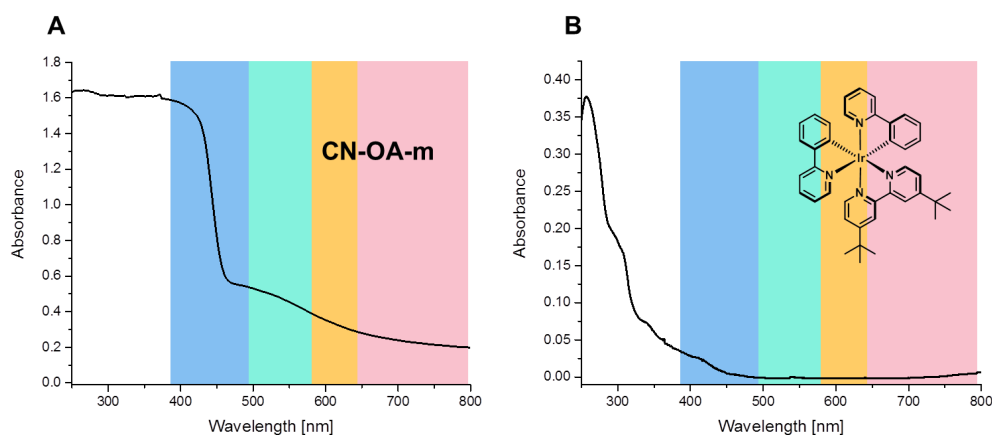 A
1.8
1.6
1.4
1.2
1.0
0.8
0.6
0.4
0.2
0.0
Absorbance
CN-OA-m
300
400
500
600
700
800
Wavelength [nm]
B
0.40
0.35
0.30
0.25
0.20
0.15
0.10
0.05
0.00
Absorbance
N
Ir
N
N
N
300
400
500
600
700
800
Wavelength [nm]